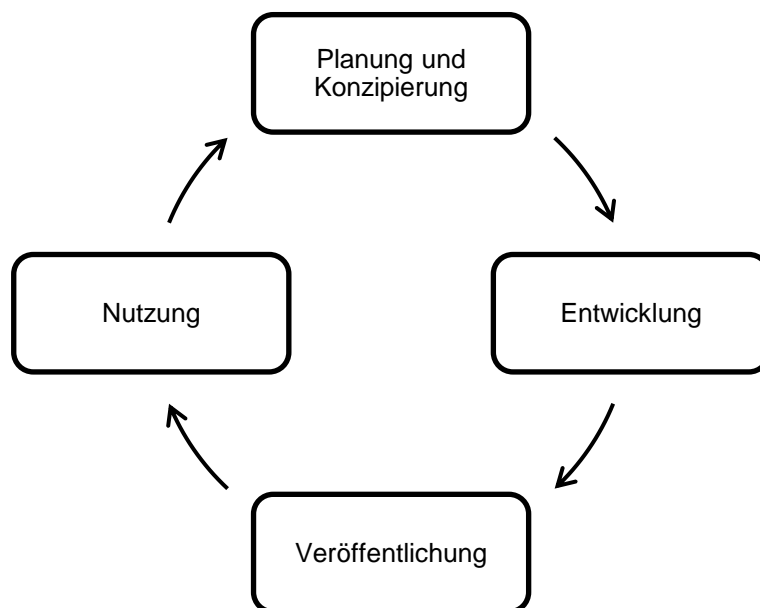 Planung und
Konzipierung
Nutzung
Entwicklung
Veröffentlichung